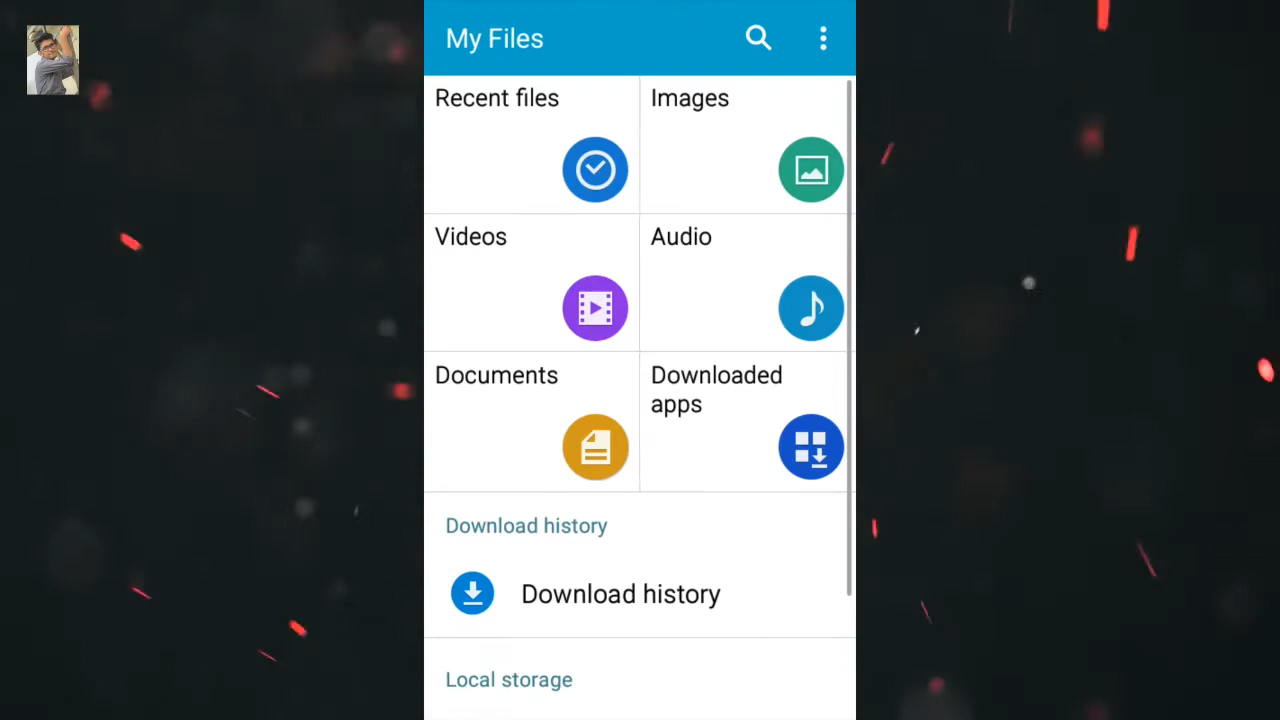 My Files
Recent files
Images
Videos
Audio
Documents
Downloaded
apps
Download history
Download history
Local storage